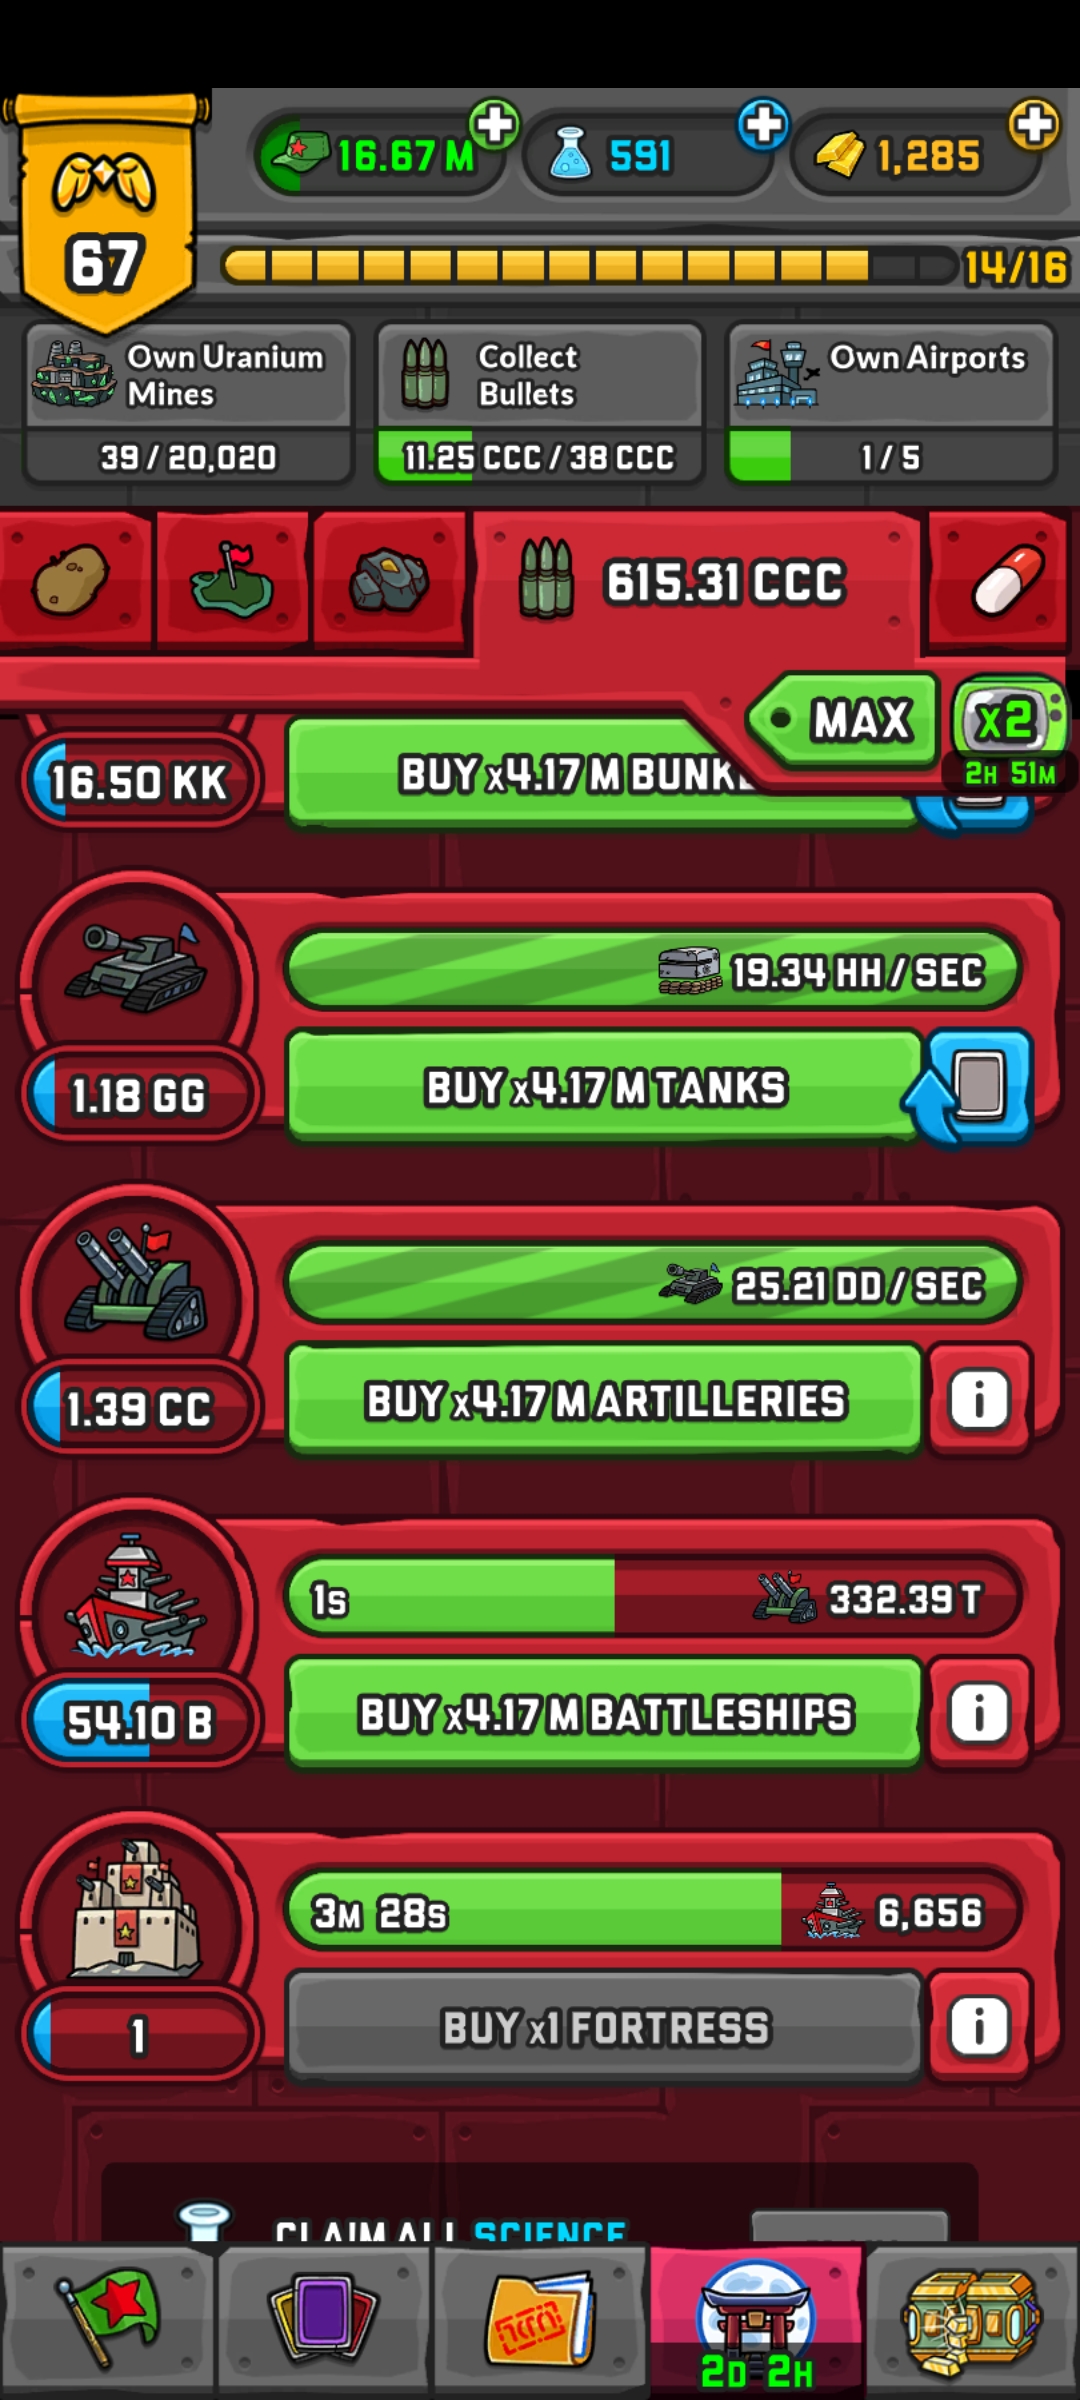 16.67 M
591
1,285
67
14/16
Own Uranium
Mines
39 / 20,020
Collect
Bullets
11.25 CCC / 38 CCC
Own Airports
1 / 5
615.31 CCC
MAX
x2
2H 51M
16.50 KK
BUY x4.17 M
19.34 HH / SEC
1.18 GG
BUY x4.17 M TANKS
25.21 DD / SEC
1.39 CC
BUY x4.17 M ARTILLERIES
i
1s
332.39 T
54.10 B
BUY x4.17 M BATTLESHIPS
i
3M 28s
6,656
1
BUY x1 FORTRESS
i
CLAIM ALL SCIENCE
2D 2H